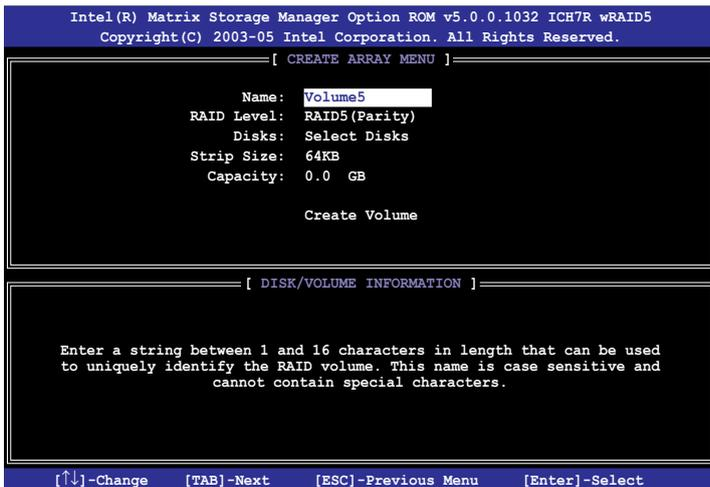 Intel(R) Matrix Storage Manager Option ROM v5.0.0.1032 ICH7R wRAID5
Copyright(C) 2003-05 Intel Corporation. All Rights Reserved.
[ CREATE ARRAY MENU ]
Name: Volume5
RAID Level: RAID5(Parity)
Disks: Select Disks
Strip Size: 64KB
Capacity: 0.0 GB
Create Volume
[ DISK/VOLUME INFORMATION ]
Enter a string between 1 and 16 characters in length that can be used
to uniquely identify the RAID volume. This name is case sensitive and
cannot contain special characters.
[↑↓]-Change [TAB]-Next [ESC]-Previous Menu [Enter]-Select